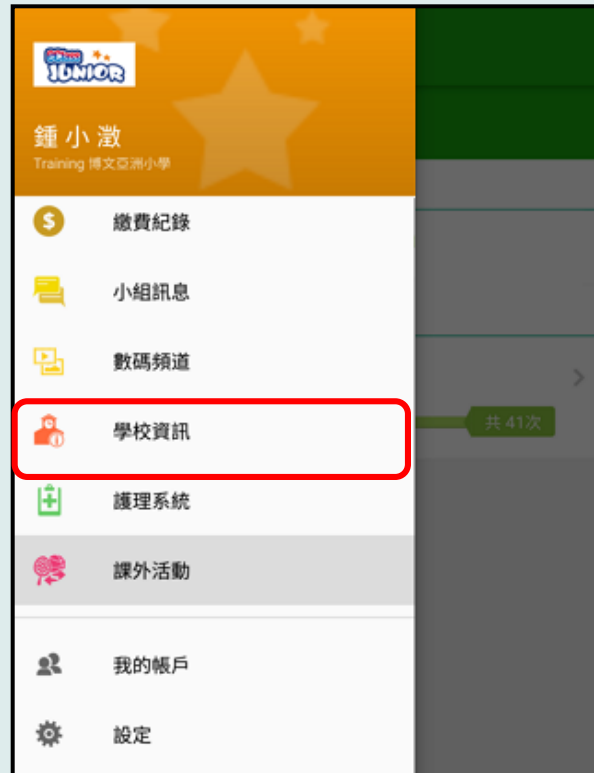 JUNIOR
鍾 小 澂
Training 博文亞洲小學
繳費紀錄
小組訊息
數碼頻道
學校資訊
共 41次
護理系統
課外活動
我的帳戶
設定